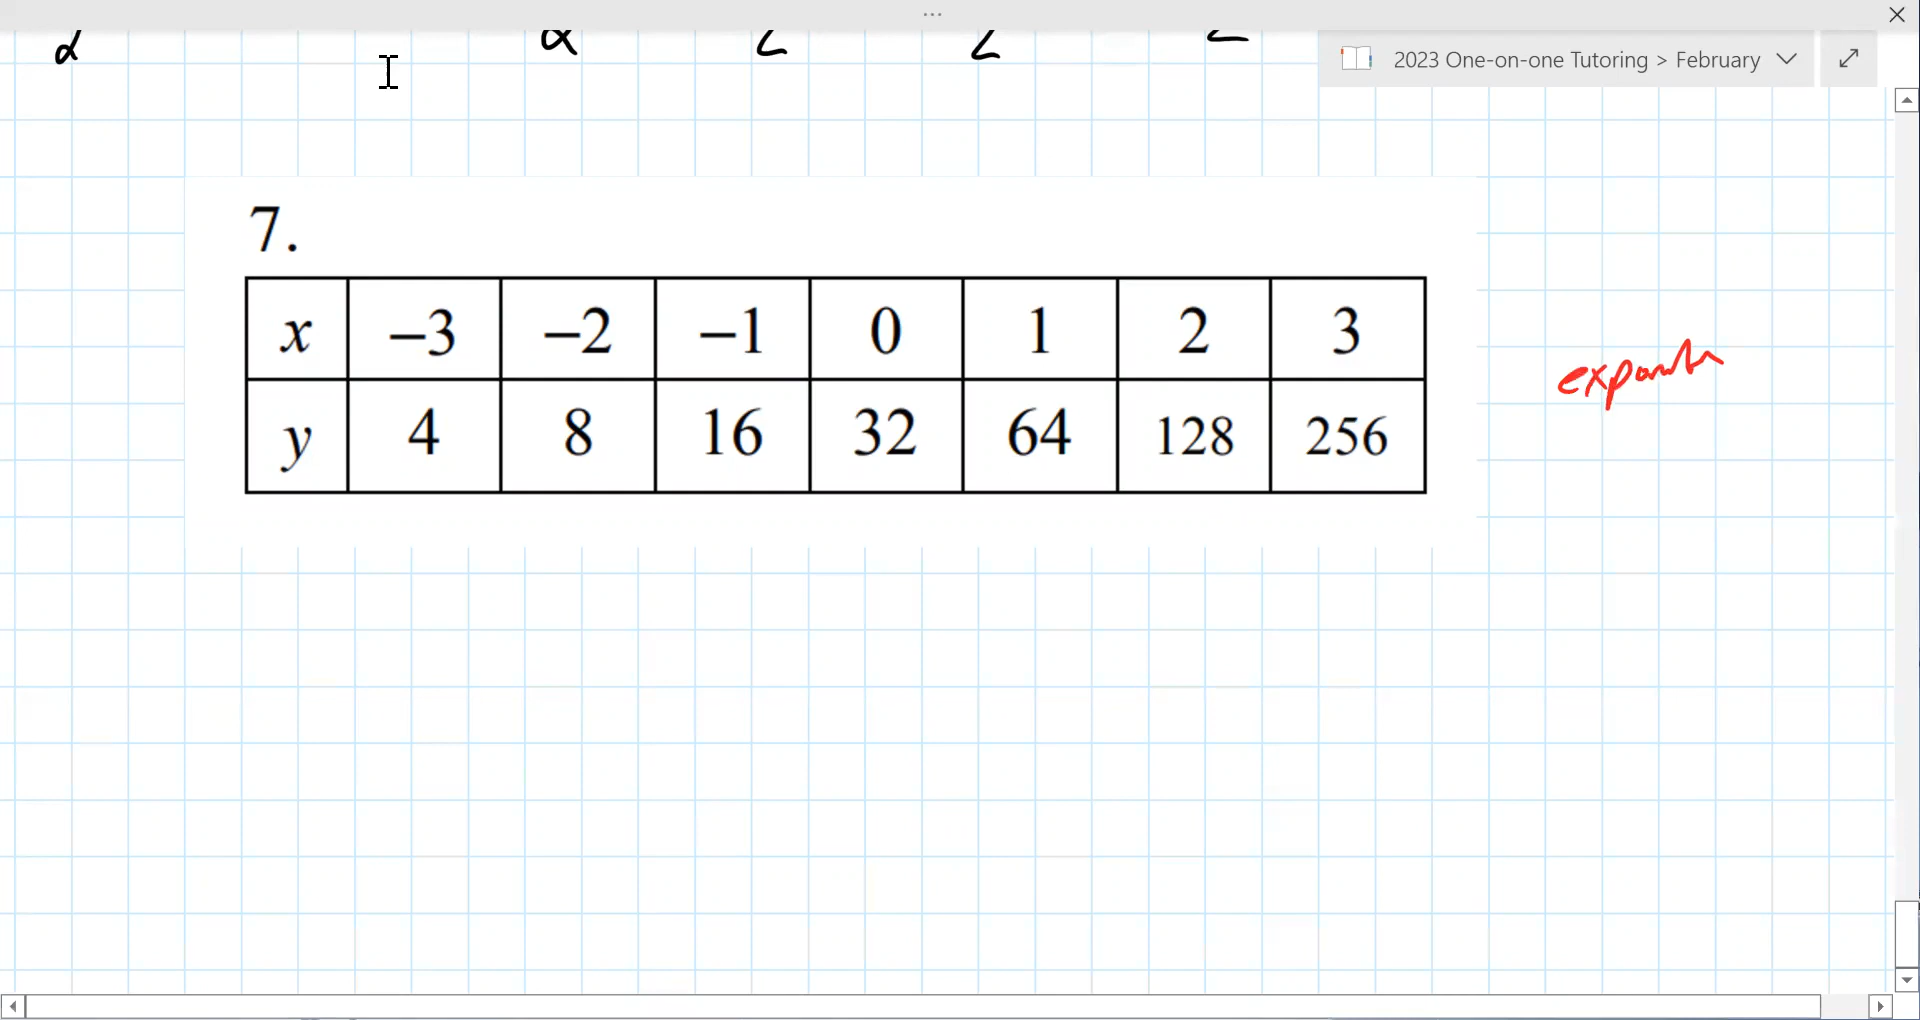 2023 One-on-one Tutoring > February
7.
x −3 −2 −1 0 1 2 3
y 4 8 16 32 64 128 256